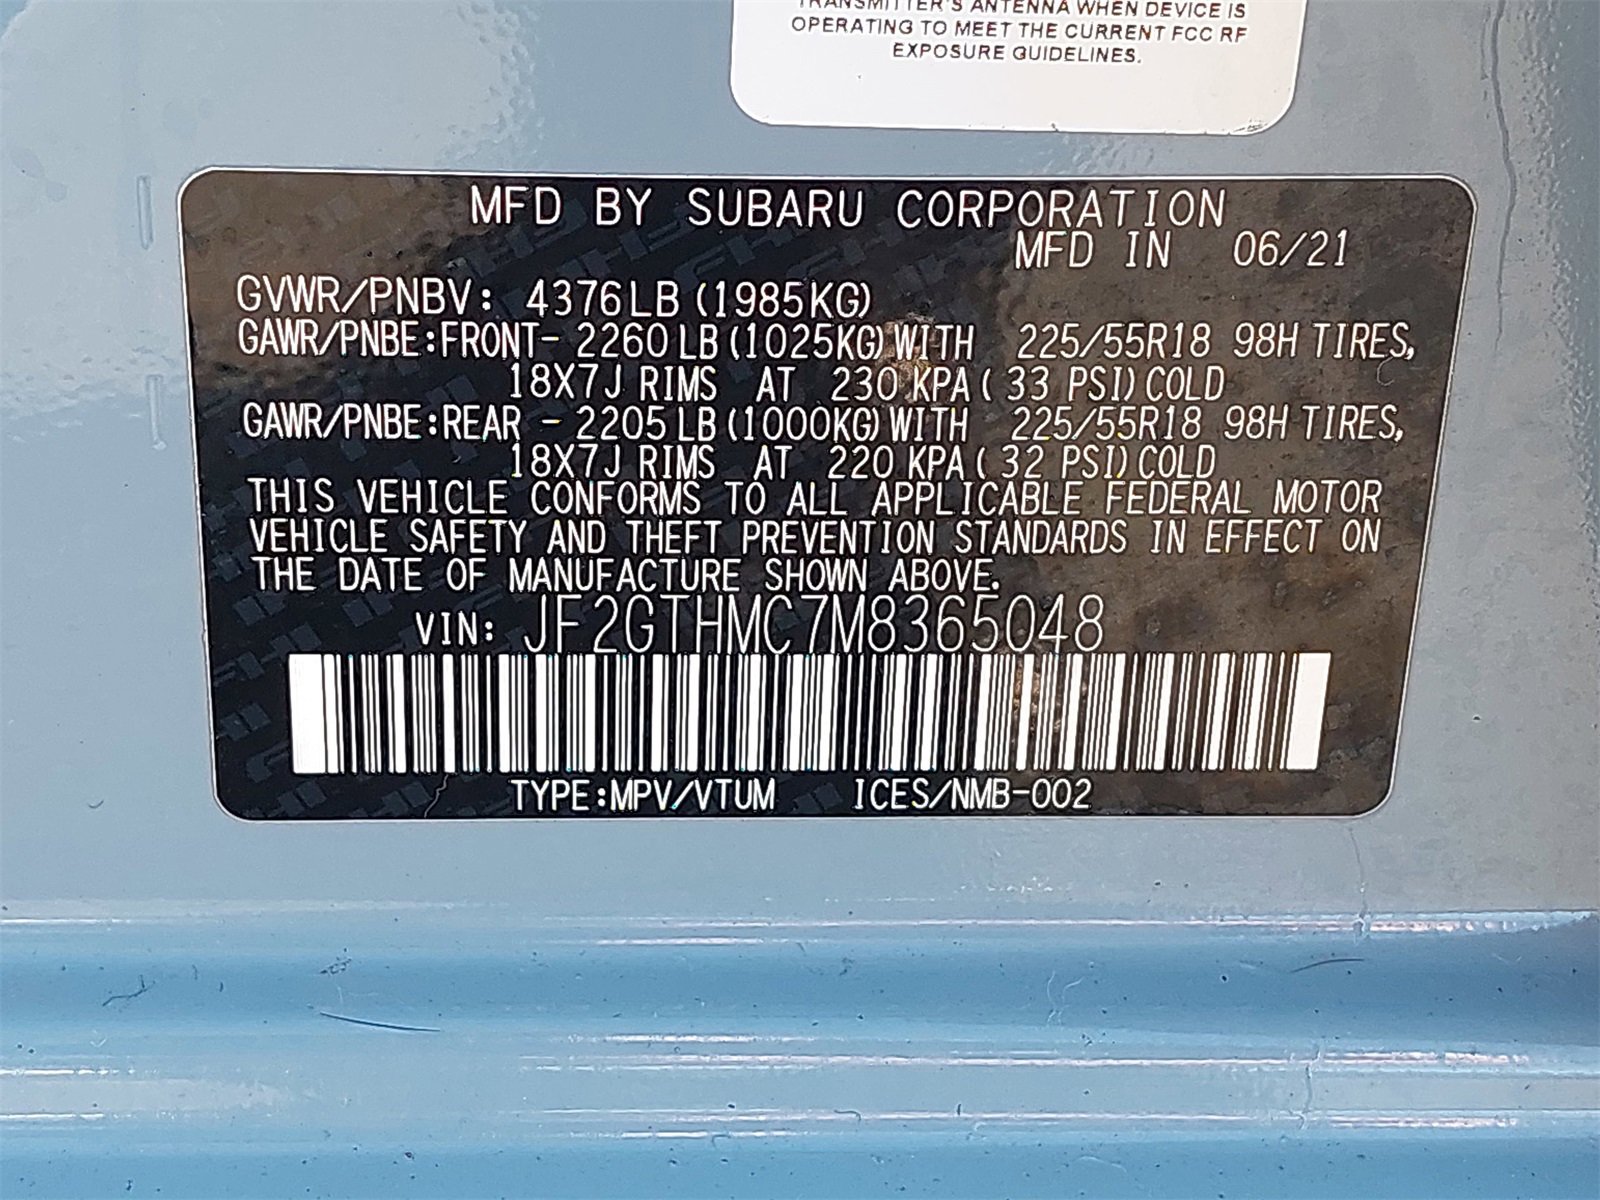 TRANSMITTER'S ANTENNA WHEN DEVICE IS
OPERATING TO MEET THE CURRENT FCC RF
EXPOSURE GUIDELINES.
MFD BY SUBARU CORPORATION
MFD IN 06/21
GVWR/PNBV: 4376LB (1985KG)
GAWR/PNBE:FRONT- 2260 LB (1025KG) WITH 225/55R18 98H TIRES,
18X7J RIMS AT 230 KPA ( 33 PSI) COLD
GAWR/PNBE:REAR - 2205 LB (1000KG) WITH 225/55R18 98H TIRES,
18X7J RIMS AT 220 KPA ( 32 PSI) COLD
THIS VEHICLE CONFORMS TO ALL APPLICABLE FEDERAL MOTOR
VEHICLE SAFETY AND THEFT PREVENTION STANDARDS IN EFFECT ON
THE DATE OF MANUFACTURE SHOWN ABOVE.
VIN: JF2GTHMC7M8365048
TYPE:MPV/VTUM ICES/NMB-002